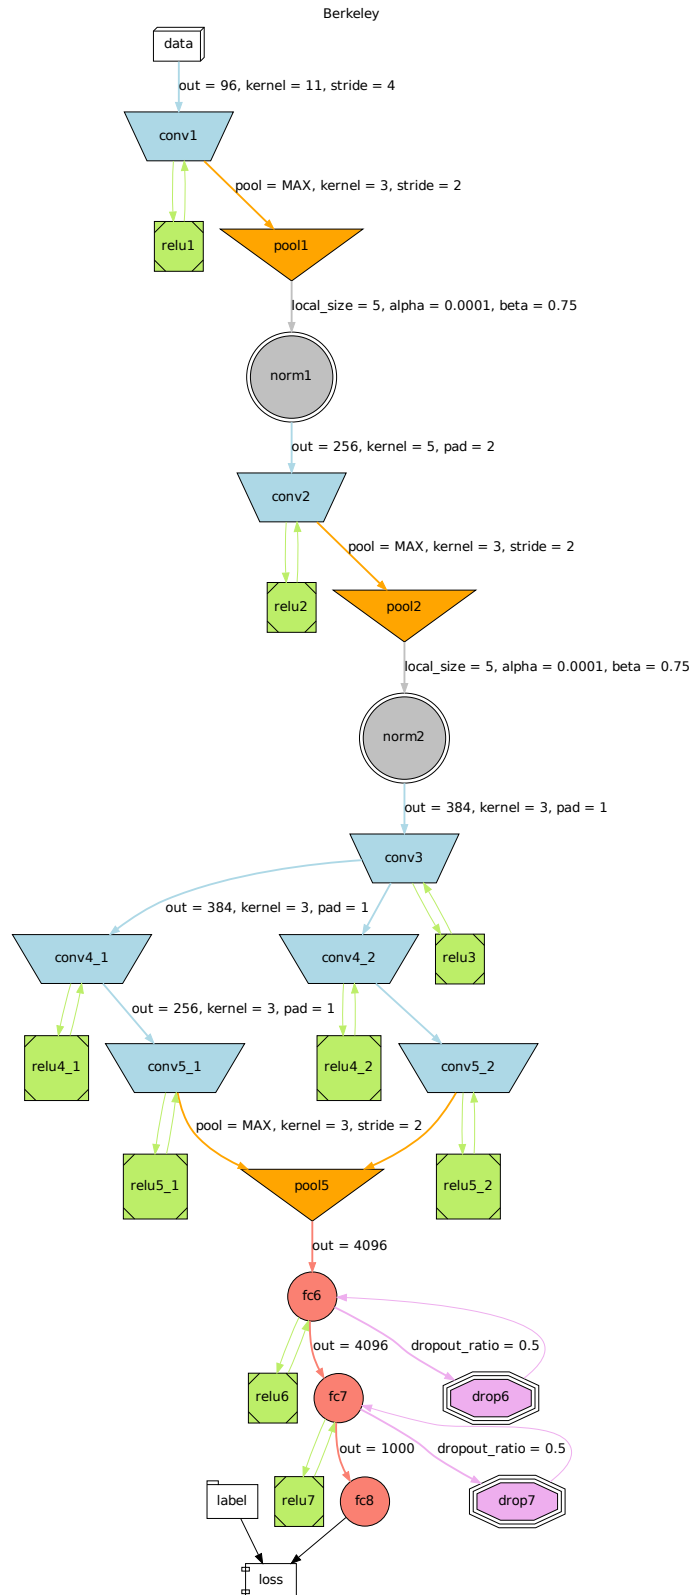 Berkeley
data
out = 96, kernel = 11, stride = 4
conv1
pool = MAX, kernel = 3, stride = 2
relu1
pool1
local_size = 5, alpha = 0.0001, beta = 0.75
norm1
out = 256, kernel = 5, pad = 2
conv2
pool = MAX, kernel = 3, stride = 2
relu2
pool2
local_size = 5, alpha = 0.0001, beta = 0.75
norm2
out = 384, kernel = 3, pad = 1
conv3
out = 384, kernel = 3, pad = 1
conv4_1
conv4_2
relu3
out = 256, kernel = 3, pad = 1
relu4_1
conv5_1
relu4_2
conv5_2
pool = MAX, kernel = 3, stride = 2
relu5_1
pool5
relu5_2
out = 4096
fc6
out = 4096
dropout_ratio = 0.5
relu6
fc7
drop6
out = 1000
dropout_ratio = 0.5
label
relu7
fc8
drop7
loss